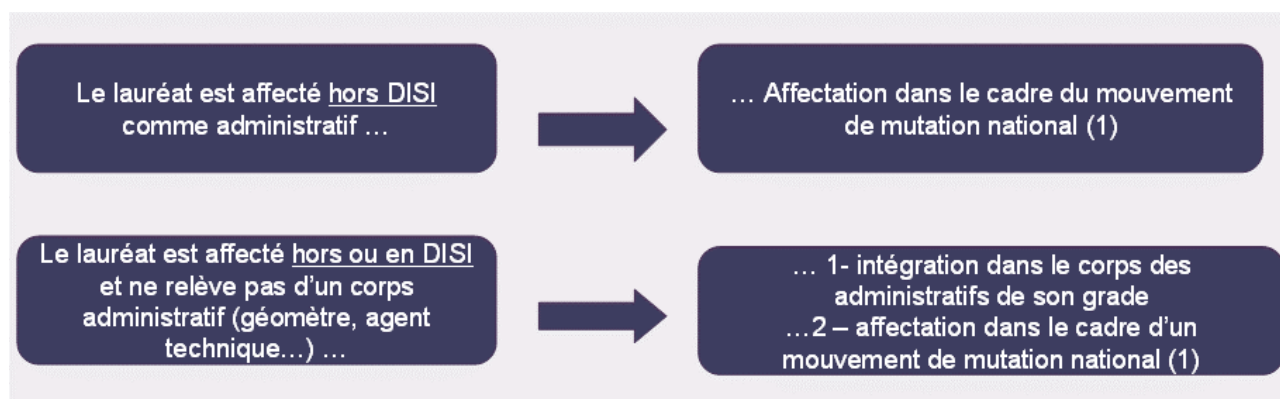 Le lauréat est affecté hors DISI
comme administratif …
… Affectation dans le cadre du mouvement
de mutation national (1)
Le lauréat est affecté hors ou en DISI
et ne relève pas d'un corps
administratif (géomètre, agent
technique…) …
… 1- intégration dans le corps des
administratifs de son grade
…2 – affectation dans le cadre d'un
mouvement de mutation national (1)